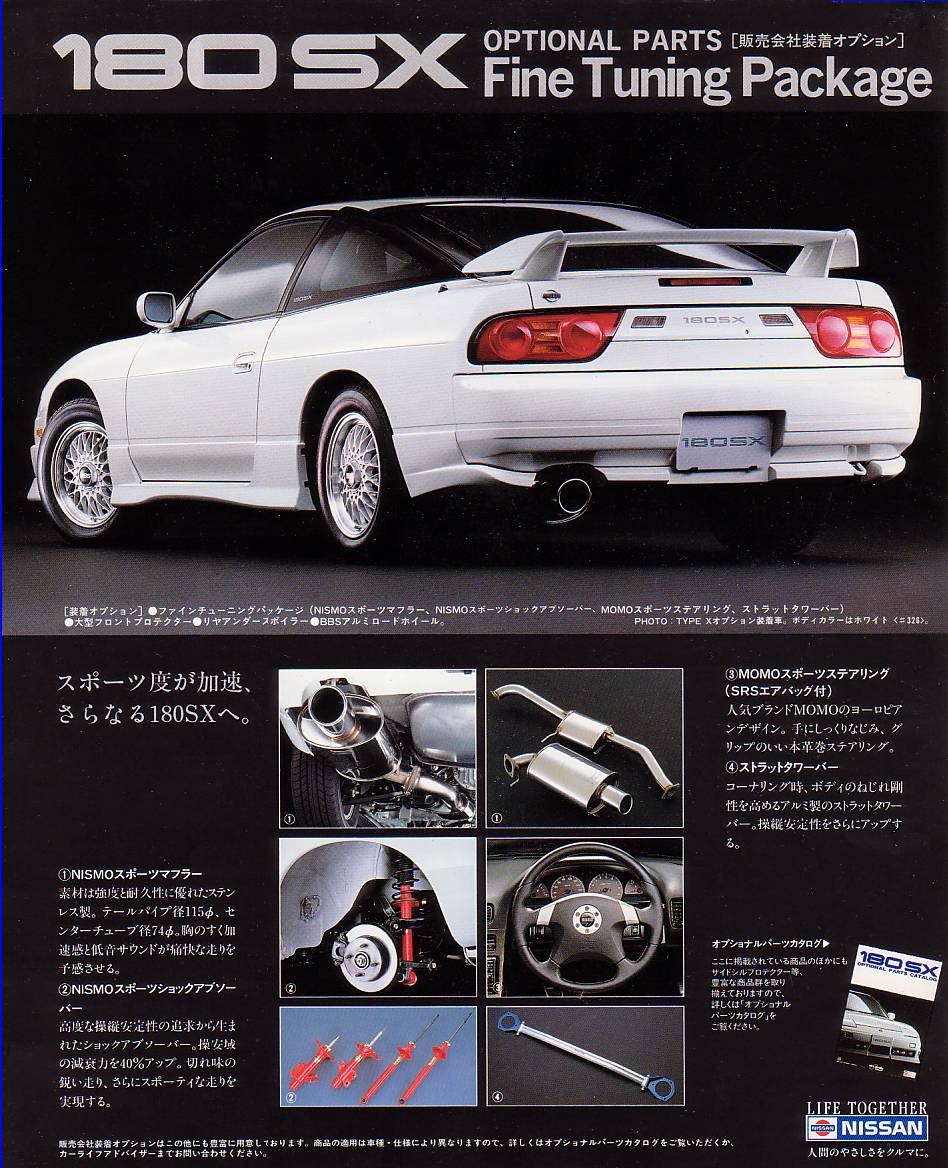 180SX
OPTIONAL PARTS [販売会社装着オプション]
Fine Tuning Package
180SX
180SX
180SX
[装着オプション] ●ファインチューニングパッケージ (NISMOスポーツマフラー、NISMOスポーツショックアブソーバー、MOMOスポーツステアリング、ストラットタワーバー)
●大型フロントプロテクター●リヤアンダースポイラー●BBSアルミロードホイール。
PHOTO:TYPE Xオプション装着車。ボディカラーはホワイト〈#326〉。
スポーツ度が加速、
さらなる180SXへ。
①NISMOスポーツマフラー
素材は強度と耐久性に優れたステン
レス製。テールパイプ径115φ、セ
ンターチューブ径74φ。胸のすく加
速感と低音サウンドが痛快な走りを
予感させる。
②NISMOスポーツショックアブソー
バー
高度な操縦安定性の追求から生ま
れたショックアブソーバー。操安域
の減衰力を40%アップ。切れ味の
鋭い走り、さらにスポーティな走りを
実現する。
①
①
②
③
②
④
③MOMOスポーツステアリング
(SRSエアバッグ付)
人気ブランドMOMOのヨーロピア
ンデザイン。手にしっくりなじみ、グ
リップのいい本革巻ステアリング。
④ストラットタワーバー
コーナリング時、ボディのねじれ剛
性を高めるアルミ製のストラットタワー
バー。操縦安定性をさらにアップす
る。
オプショナルパーツカタログ▶
ここに掲載されている商品のほかにも
サイドシルプロテクター等、
豊富な商品群を取り
揃えておりますので、
詳しくは「オプショナル
パーツカタログ」を
ご覧ください。
180SX
OPTIONAL PARTS CATALOG
LIFE TOGETHER
NISSAN
NISSAN
人間のやさしさをクルマに。
販売会社装着オプションはこの他にも豊富に用意しております。商品の適用は車種・仕様により異なりますので、詳しくはオプショナルパーツカタログをご覧いただくか、
カーライフアドバイザーまでお問い合わせください。